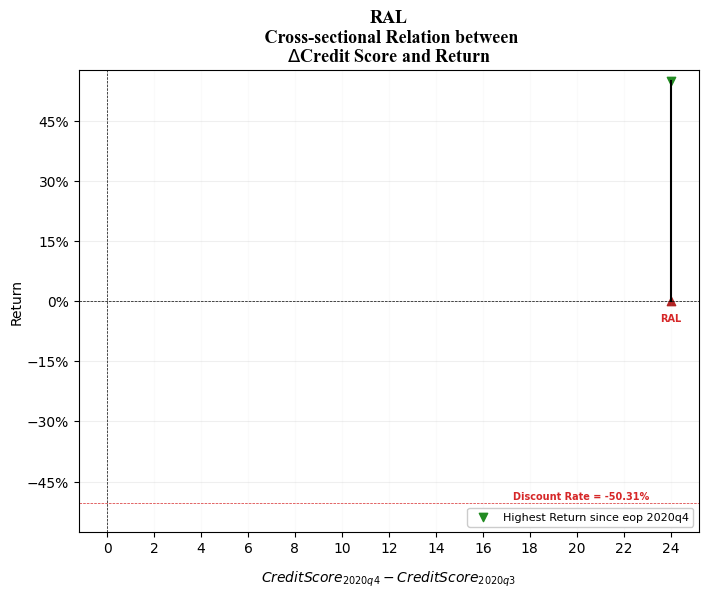 RAL
Cross-sectional Relation between
ΔCredit Score and Return
Return
45%
30%
15%
0%
−15%
−30%
−45%
RAL
Discount Rate = -50.31%
Highest Return since eop 2020q4
0 2 4 6 8 10 12 14 16 18 20 22 24
CreditScore2020q4 − CreditScore2020q3